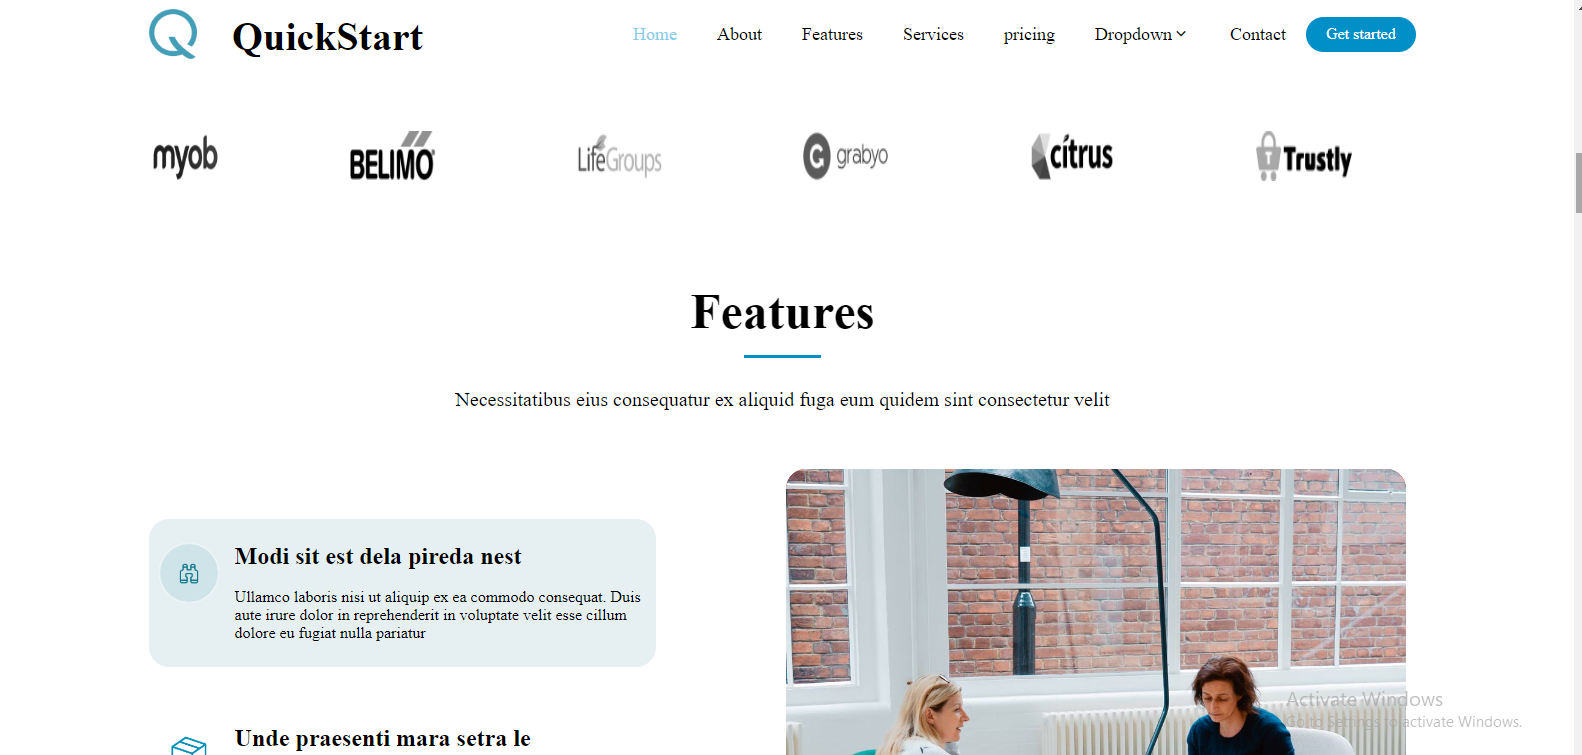 QuickStart
Home About Features Services pricing Dropdown Contact Get started
myob BELIMO LifeGroups grabyo citrus Trustly
Features
Necessitatibus eius consequatur ex aliquid fuga eum quidem sint consectetur velit
Modi sit est dela pireda nest
Ullamco laboris nisi ut aliquip ex ea commodo consequat. Duis
aute irure dolor in reprehenderit in voluptate velit esse cillum
dolore eu fugiat nulla pariatur
Unde praesenti mara setra le
Activate Windows
Go to Settings to activate Windows.